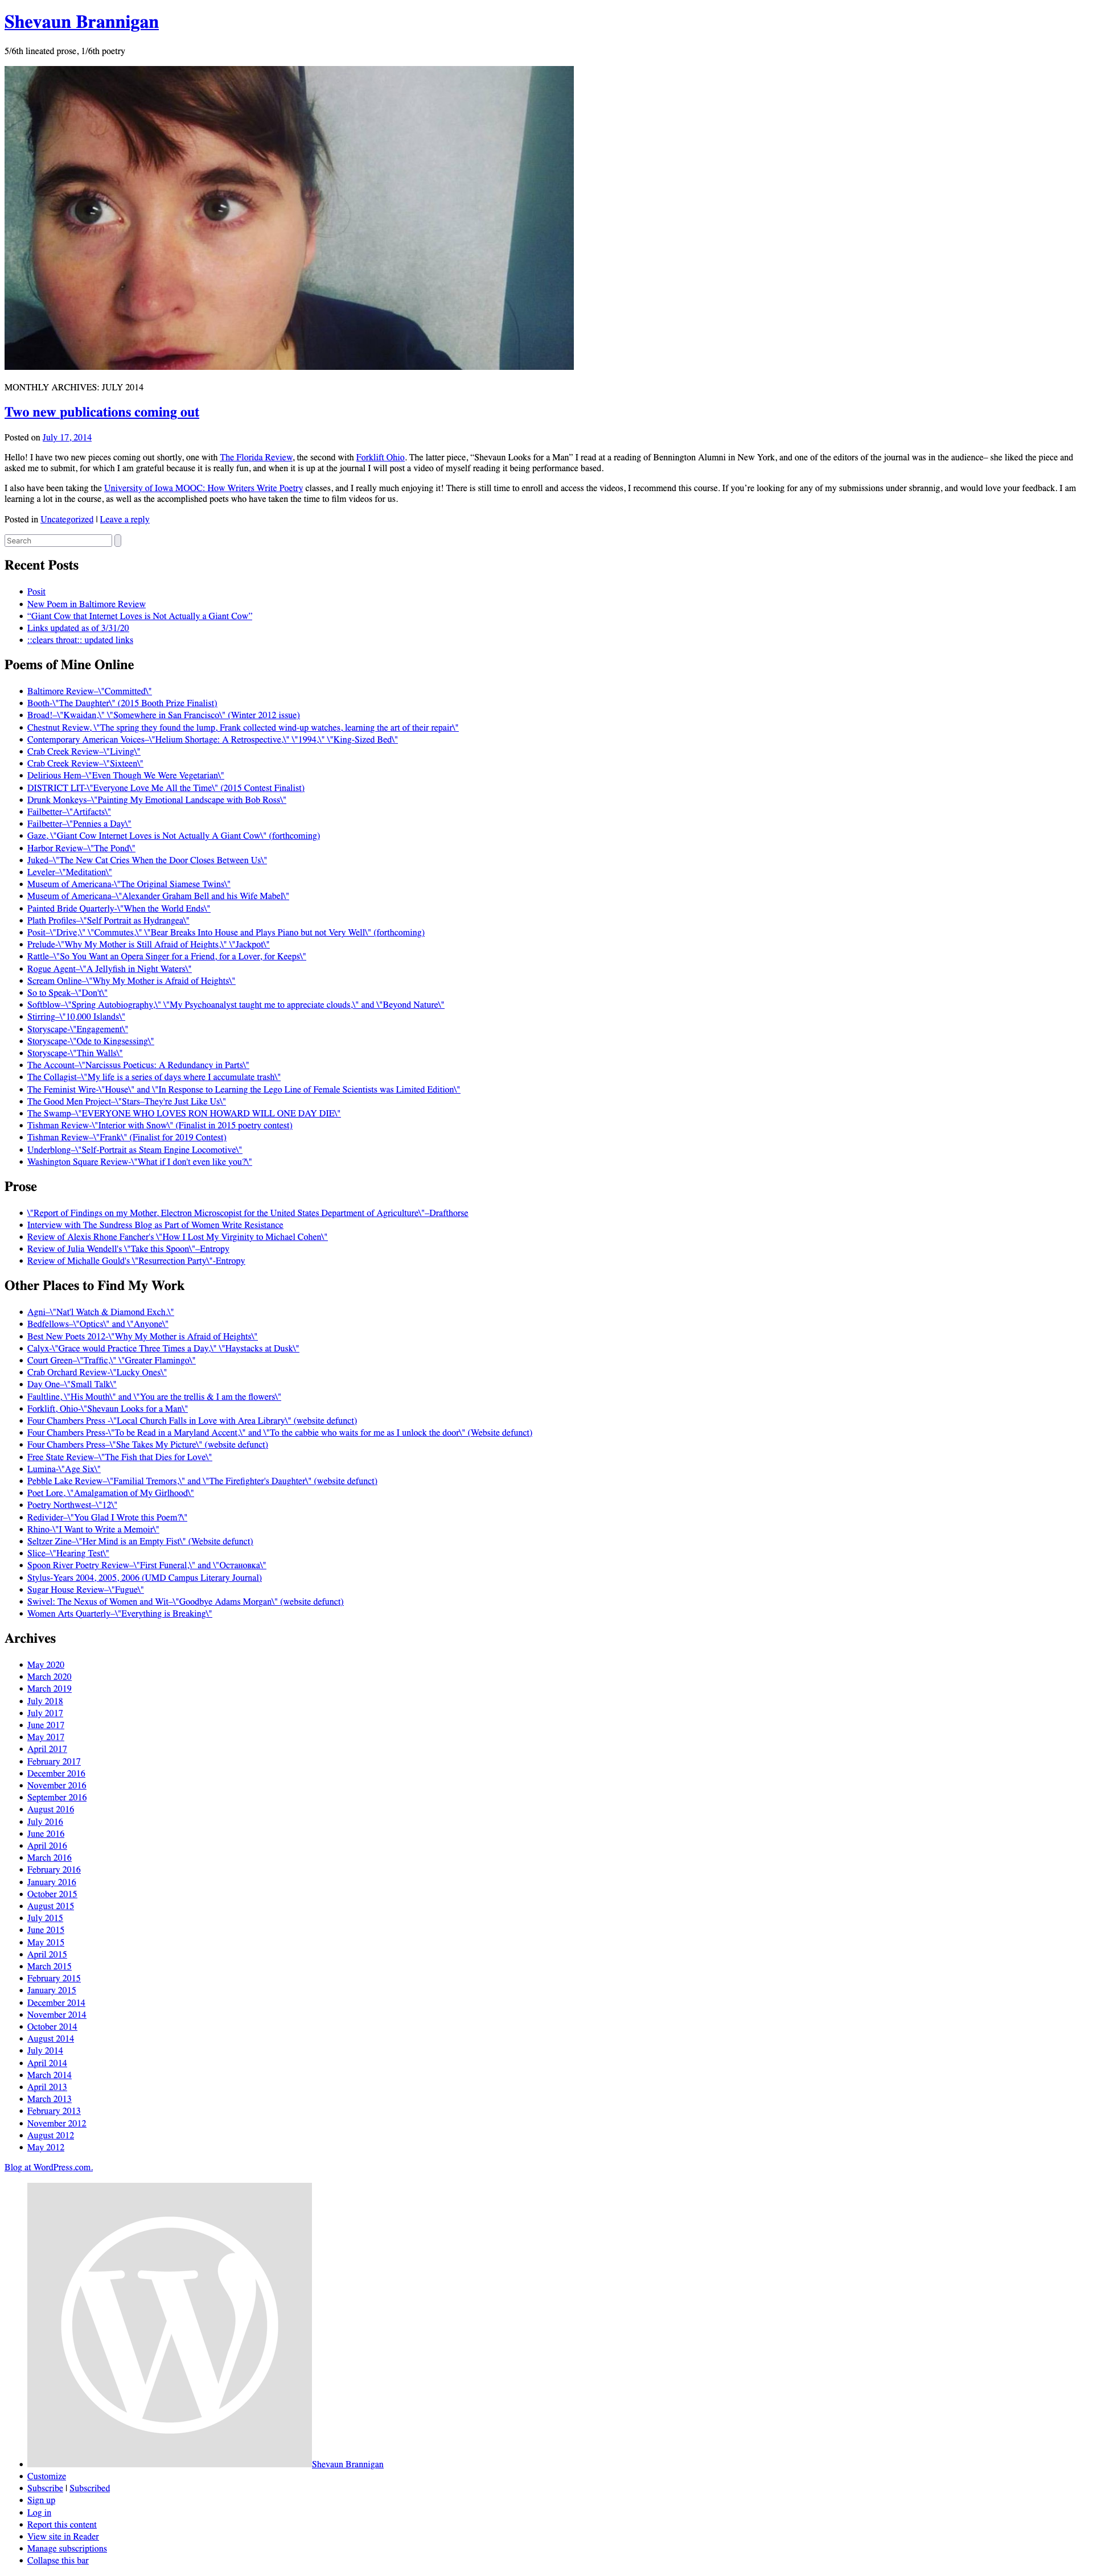 Shevaun Brannigan
5/6th lineated prose, 1/6th poetry
MONTHLY ARCHIVES: JULY 2014
Two new publications coming out
Posted on July 17, 2014
Hello! I have two new pieces coming out shortly, one with The Florida Review, the second with Forklift Ohio. The latter piece, “Shevaun Looks for a Man” I read at a reading of Bennington Alumni in New York, and one of the editors of the journal was in the audience– she liked the piece and
asked me to submit, for which I am grateful because it is really fun, and when it is up at the journal I will post a video of myself reading it being performance based.
I also have been taking the University of Iowa MOOC: How Writers Write Poetry classes, and I really much enjoying it! There is still time to enroll and access the videos, I recommend this course. If you’re looking for any of my submissions under sbrannig, and would love your feedback. I am
learning a lot in the course, as well as the accomplished poets who have taken the time to film videos for us.
Posted in Uncategorized | Leave a reply
Search
Recent Posts
Posit
New Poem in Baltimore Review
“Giant Cow that Internet Loves is Not Actually a Giant Cow”
Links updated as of 3/31/20
::clears throat:: updated links
Poems of Mine Online
Baltimore Review–\"Committed\"
Booth-\"The Daughter\" (2015 Booth Prize Finalist)
Broad!–\"Kwaidan,\" \"Somewhere in San Francisco\" (Winter 2012 issue)
Chestnut Review, \"The spring they found the lump, Frank collected wind-up watches, learning the art of their repair\"
Contemporary American Voices–\"Helium Shortage: A Retrospective,\" \"1994,\" \"King-Sized Bed\"
Crab Creek Review–\"Living\"
Crab Creek Review–\"Sixteen\"
Delirious Hem–\"Even Though We Were Vegetarian\"
DISTRICT LIT-\"Everyone Love Me All the Time\" (2015 Contest Finalist)
Drunk Monkeys–\"Painting My Emotional Landscape with Bob Ross\"
Failbetter–\"Artifacts\"
Failbetter–\"Pennies a Day\"
Gaze, \"Giant Cow Internet Loves is Not Actually A Giant Cow\" (forthcoming)
Harbor Review–\"The Pond\"
Juked–\"The New Cat Cries When the Door Closes Between Us\"
Leveler–\"Meditation\"
Museum of Americana-\"The Original Siamese Twins\"
Museum of Americana–\"Alexander Graham Bell and his Wife Mabel\"
Painted Bride Quarterly-\"When the World Ends\"
Plath Profiles–\"Self Portrait as Hydrangea\"
Posit–\"Drive,\" \"Commutes,\" \"Bear Breaks Into House and Plays Piano but not Very Well\" (forthcoming)
Prelude-\"Why My Mother is Still Afraid of Heights,\" \"Jackpot\"
Rattle–\"So You Want an Opera Singer for a Friend, for a Lover, for Keeps\"
Rogue Agent–\"A Jellyfish in Night Waters\"
Scream Online–\"Why My Mother is Afraid of Heights\"
So to Speak–\"Don't\"
Softblow–\"Spring Autobiography,\" \"My Psychoanalyst taught me to appreciate clouds,\" and \"Beyond Nature\"
Stirring–\"10,000 Islands\"
Storyscape-\"Engagement\"
Storyscape-\"Ode to Kingsessing\"
Storyscape-\"Thin Walls\"
The Account–\"Narcissus Poeticus: A Redundancy in Parts\"
The Collagist–\"My life is a series of days where I accumulate trash\"
The Feminist Wire-\"House\" and \"In Response to Learning the Lego Line of Female Scientists was Limited Edition\"
The Good Men Project–\"Stars–They're Just Like Us\"
The Swamp–\"EVERYONE WHO LOVES RON HOWARD WILL ONE DAY DIE\"
Tishman Review-\"Interior with Snow\" (Finalist in 2015 poetry contest)
Tishman Review–\"Frank\" (Finalist for 2019 Contest)
Underblong–\"Self-Portrait as Steam Engine Locomotive\"
Washington Square Review-\"What if I don't even like you?\"
Prose
\"Report of Findings on my Mother, Electron Microscopist for the United States Department of Agriculture\"–Drafthorse
Interview with The Sundress Blog as Part of Women Write Resistance
Review of Alexis Rhone Fancher's \"How I Lost My Virginity to Michael Cohen\"
Review of Julia Wendell's \"Take this Spoon\"–Entropy
Review of Michalle Gould's \"Resurrection Party\"-Entropy
Other Places to Find My Work
Agni–\"Nat'l Watch & Diamond Exch.\"
Bedfellows–\"Optics\" and \"Anyone\"
Best New Poets 2012-\"Why My Mother is Afraid of Heights\"
Calyx-\"Grace would Practice Three Times a Day,\" \"Haystacks at Dusk\"
Court Green–\"Traffic,\" \"Greater Flamingo\"
Crab Orchard Review-\"Lucky Ones\"
Day One–\"Small Talk\"
Faultline, \"His Mouth\" and \"You are the trellis & I am the flowers\"
Forklift, Ohio-\"Shevaun Looks for a Man\"
Four Chambers Press -\"Local Church Falls in Love with Area Library\" (website defunct)
Four Chambers Press-\"To be Read in a Maryland Accent,\" and \"To the cabbie who waits for me as I unlock the door\" (Website defunct)
Four Chambers Press–\"She Takes My Picture\" (website defunct)
Free State Review–\"The Fish that Dies for Love\"
Lumina-\"Age Six\"
Pebble Lake Review–\"Familial Tremors,\" and \"The Firefighter's Daughter\" (website defunct)
Poet Lore, \"Amalgamation of My Girlhood\"
Poetry Northwest–\"12\"
Redivider–\"You Glad I Wrote this Poem?\"
Rhino-\"I Want to Write a Memoir\"
Seltzer Zine–\"Her Mind is an Empty Fist\" (Website defunct)
Slice–\"Hearing Test\"
Spoon River Poetry Review–\"First Funeral,\" and \"Остановка\"
Stylus-Years 2004, 2005, 2006 (UMD Campus Literary Journal)
Sugar House Review–\"Fugue\"
Swivel: The Nexus of Women and Wit–\"Goodbye Adams Morgan\" (website defunct)
Women Arts Quarterly–\"Everything is Breaking\"
Archives
May 2020
March 2020
March 2019
July 2018
July 2017
June 2017
May 2017
April 2017
February 2017
December 2016
November 2016
September 2016
August 2016
July 2016
June 2016
April 2016
March 2016
February 2016
January 2016
October 2015
August 2015
July 2015
June 2015
May 2015
April 2015
March 2015
February 2015
January 2015
December 2014
November 2014
October 2014
August 2014
July 2014
April 2014
March 2014
April 2013
March 2013
February 2013
November 2012
August 2012
May 2012
Blog at WordPress.com.
Shevaun Brannigan
Customize
Subscribe | Subscribed
Sign up
Log in
Report this content
View site in Reader
Manage subscriptions
Collapse this bar